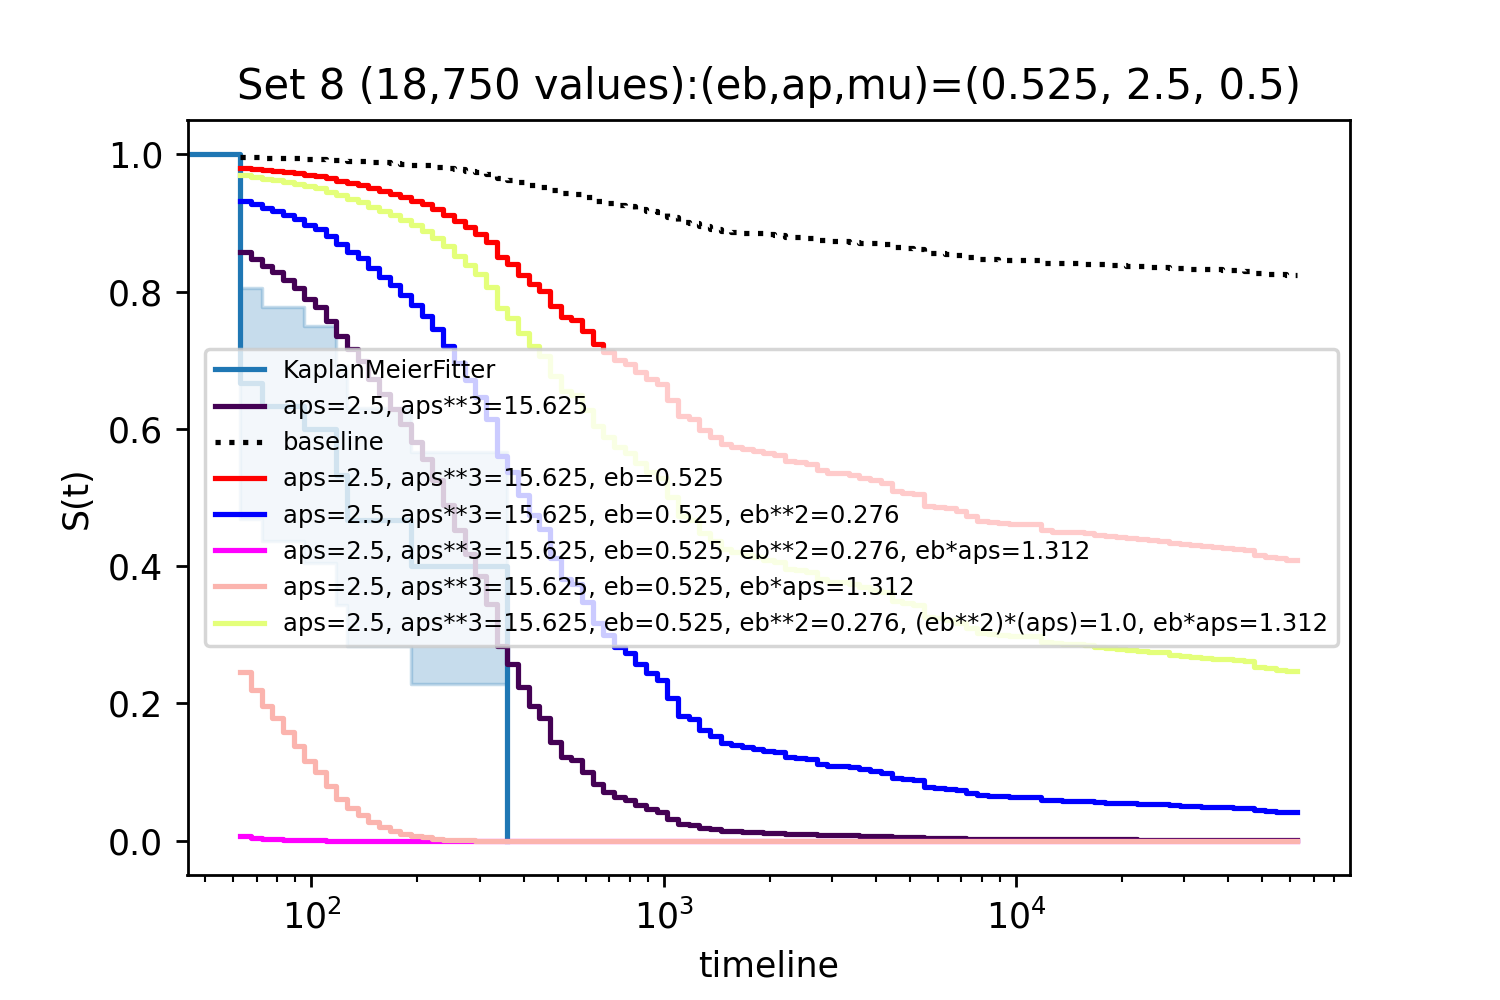 Set 8 (18,750 values):(eb,ap,mu)=(0.525, 2.5, 0.5)
S(t)
1.0
0.8
0.6
0.4
0.2
0.0
KaplanMeierFitter
aps=2.5, aps**3=15.625
baseline
aps=2.5, aps**3=15.625, eb=0.525
aps=2.5, aps**3=15.625, eb=0.525, eb**2=0.276
aps=2.5, aps**3=15.625, eb=0.525, eb**2=0.276, eb*aps=1.312
aps=2.5, aps**3=15.625, eb=0.525, eb*aps=1.312
aps=2.5, aps**3=15.625, eb=0.525, eb**2=0.276, (eb**2)*(aps)=1.0, eb*aps=1.312
10² 10³ 10⁴
timeline